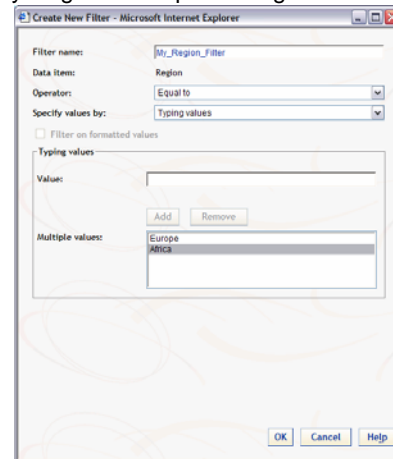 Create New Filter - Microsoft Internet Explorer
Filter name: My_Region_Filter
Data item: Region
Operator: Equal to
Specify values by: Typing values
Filter on formatted values
Typing values
Value:
Add Remove
Multiple values: Europe
Africa
OK Cancel Help